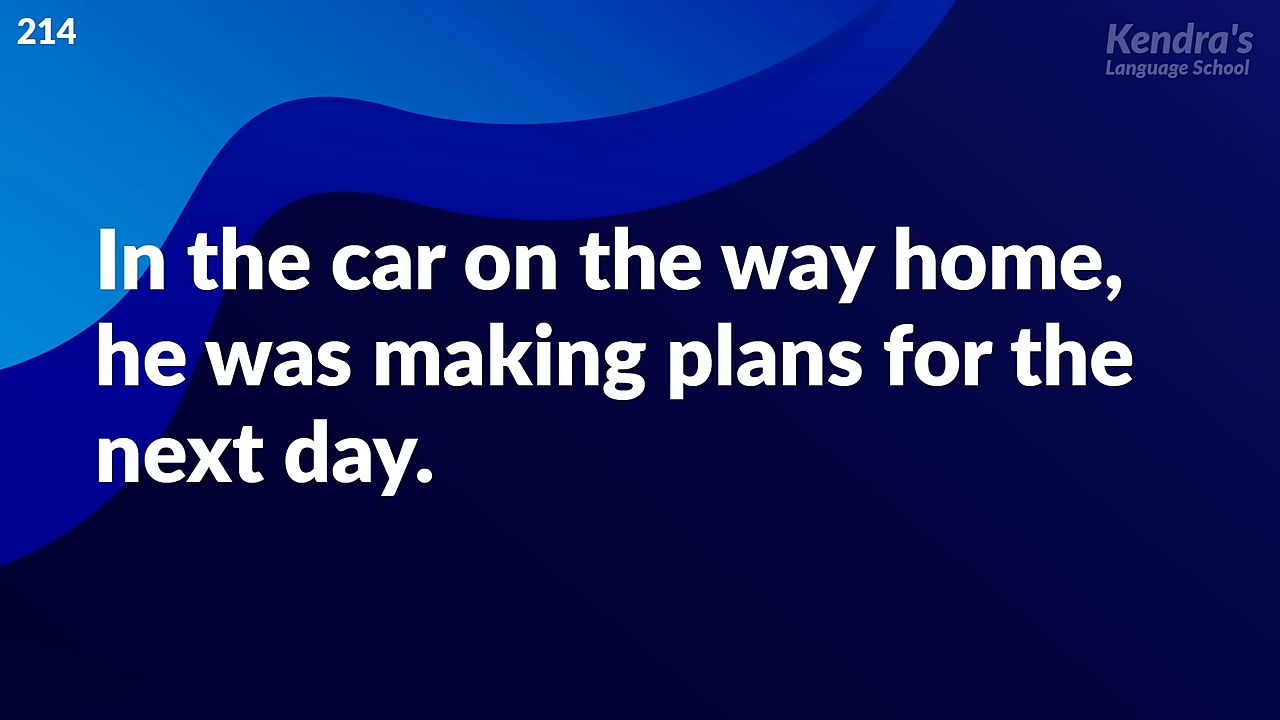 214
Kendra's
Language School
In the car on the way home,
he was making plans for the
next day.